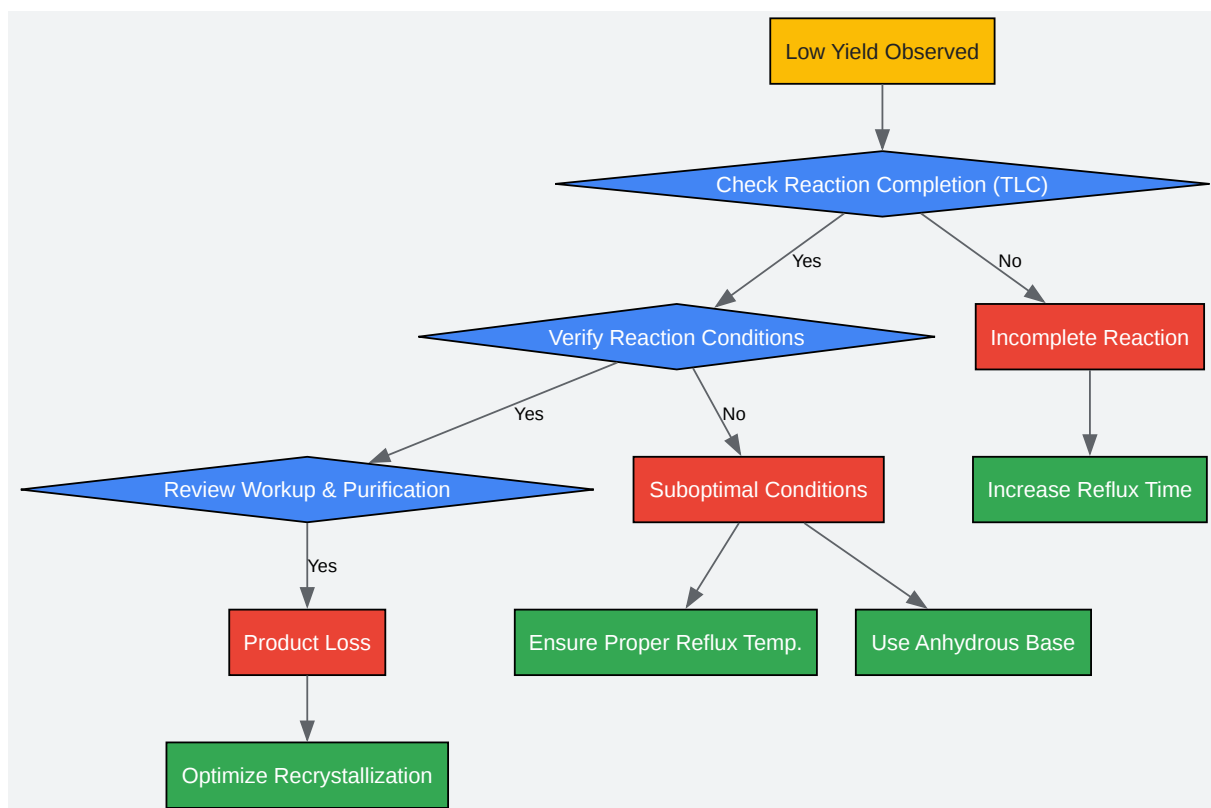 Low Yield Observed
Check Reaction Completion (TLC)
Yes
No
Verify Reaction Conditions
Incomplete Reaction
Yes
No
Review Workup & Purification
Suboptimal Conditions
Increase Reflux Time
Yes
Product Loss
Ensure Proper Reflux Temp.
Use Anhydrous Base
Optimize Recrystallization